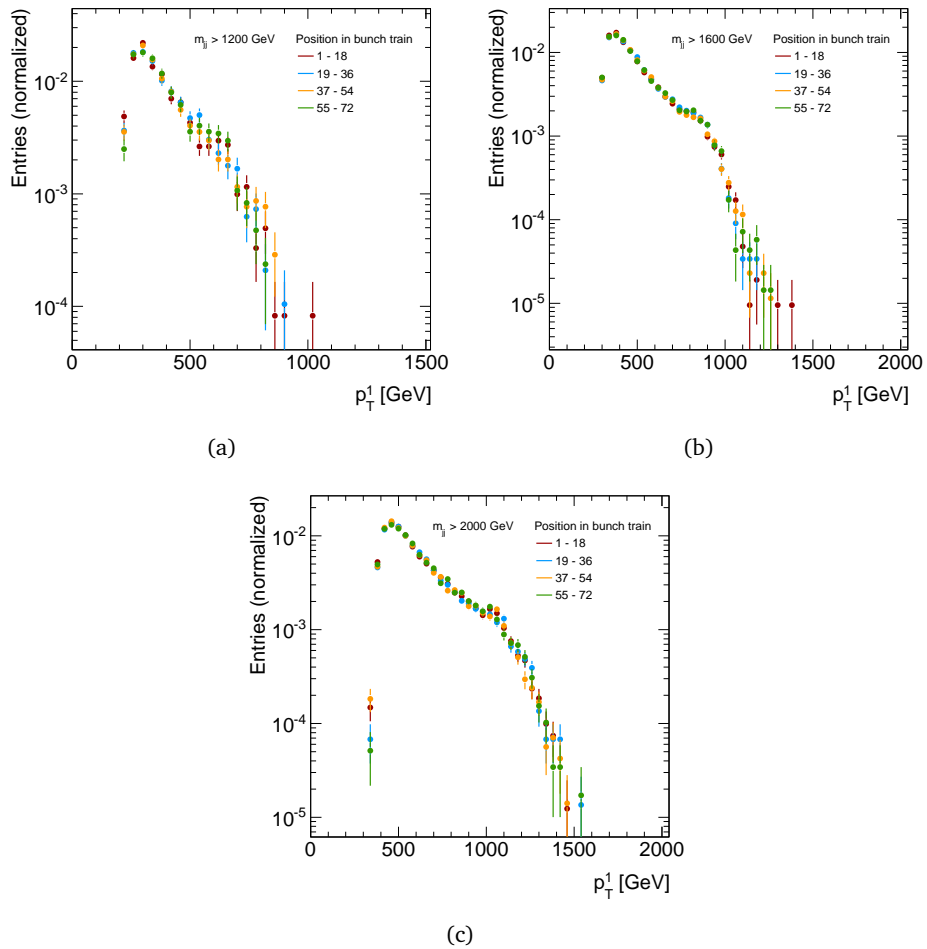 m_jj > 1200 GeV
Position in bunch train
1 - 18
19 - 36
37 - 54
55 - 72
Entries (normalized)
10^-2
10^-3
10^-4
0 500 1000 1500
p_T^1 [GeV]
(a)
m_jj > 1600 GeV
Position in bunch train
1 - 18
19 - 36
37 - 54
55 - 72
Entries (normalized)
10^-2
10^-3
10^-4
10^-5
0 500 1000 1500 2000
p_T^1 [GeV]
(b)
m_jj > 2000 GeV
Position in bunch train
1 - 18
19 - 36
37 - 54
55 - 72
Entries (normalized)
10^-2
10^-3
10^-4
10^-5
0 500 1000 1500 2000
p_T^1 [GeV]
(c)